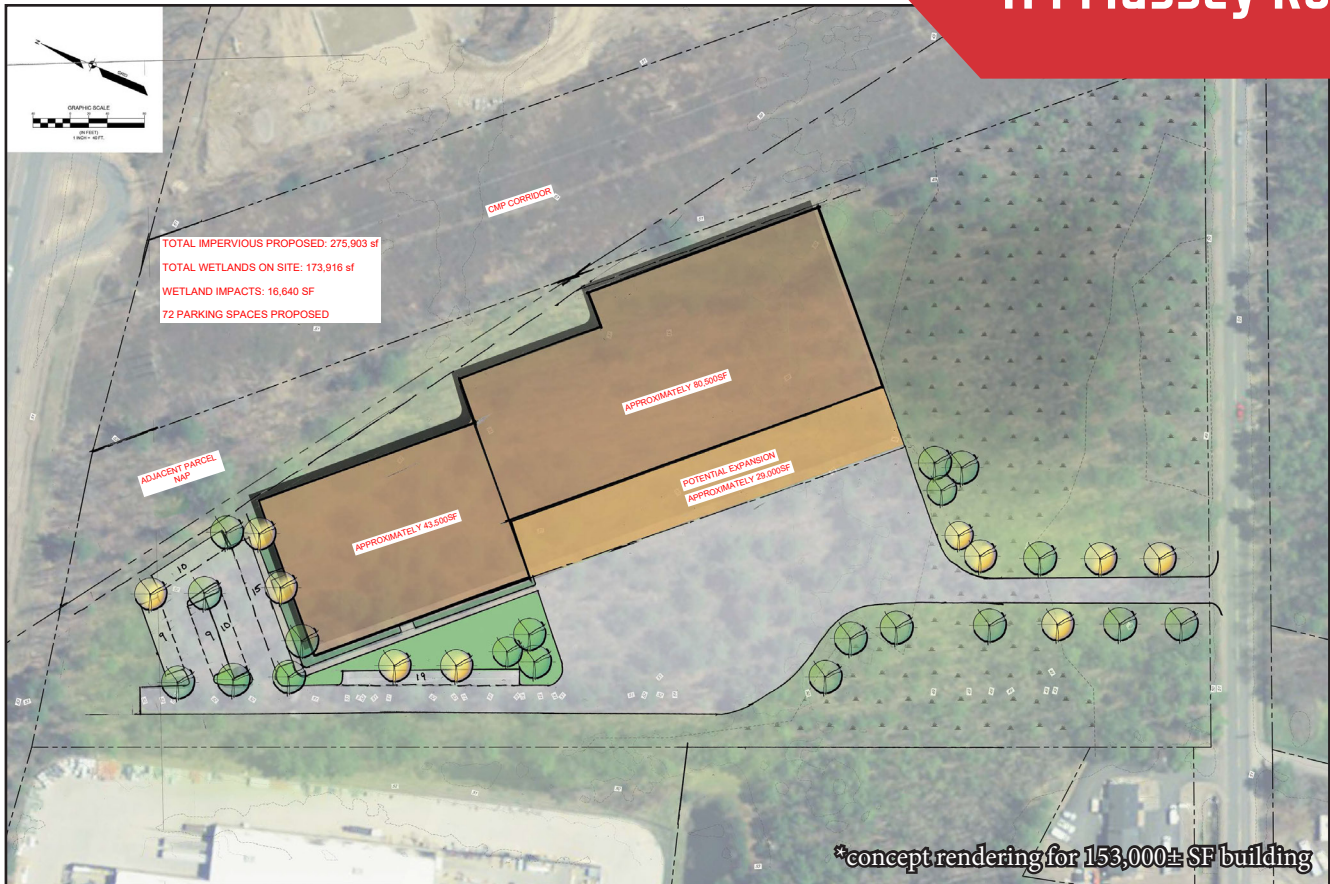 Massey
N
GRID
GRAPHIC SCALE
(IN FEET)
1 INCH = 40 FT.
CMP CORRIDOR
TOTAL IMPERVIOUS PROPOSED: 275,903 sf
TOTAL WETLANDS ON SITE: 173,916 sf
WETLAND IMPACTS: 16,640 SF
72 PARKING SPACES PROPOSED
APPROXIMATELY 80,500SF
ADJACENT PARCEL
NAP
POTENTIAL EXPANSION
APPROXIMATELY 29,000SF
APPROXIMATELY 43,500SF
10
15
9
9
10
19
*concept rendering for 153,000± SF building